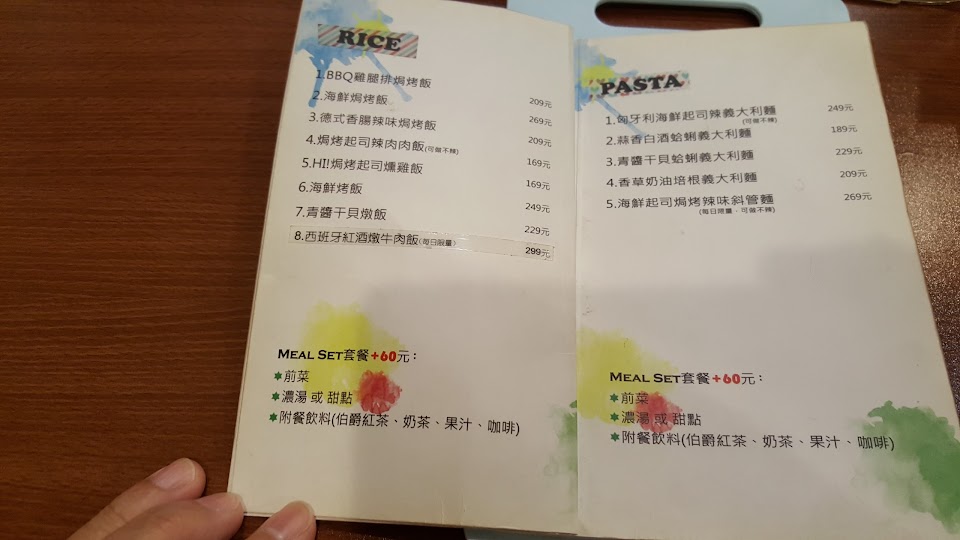 RICE
1.BBQ雞腿排焗烤飯 209元
2.海鮮焗烤飯 269元
3.德式香腸辣味焗烤飯 209元
4.焗烤起司辣肉肉飯(可做不辣) 169元
5.HI!焗烤起司燻雞飯 169元
6.海鮮烤飯 249元
7.青醬干貝燉飯 229元
8.西班牙紅酒燉牛肉飯(每日限量) 299元
MEAL SET套餐+60元：
✱前菜
✱濃湯 或 甜點
✱附餐飲料(伯爵紅茶、奶茶、果汁、咖啡)
PASTA
1.匈牙利海鮮起司辣義大利麵 249元
(可做不辣)
2.蒜香白酒蛤蜊義大利麵 189元
3.青醬干貝蛤蜊義大利麵 229元
4.香草奶油培根義大利麵 209元
5.海鮮起司焗烤辣味斜管麵 269元
(每日限量，可做不辣)
MEAL SET套餐+60元：
✱前菜
✱濃湯 或 甜點
✱附餐飲料(伯爵紅茶、奶茶、果汁、咖啡)